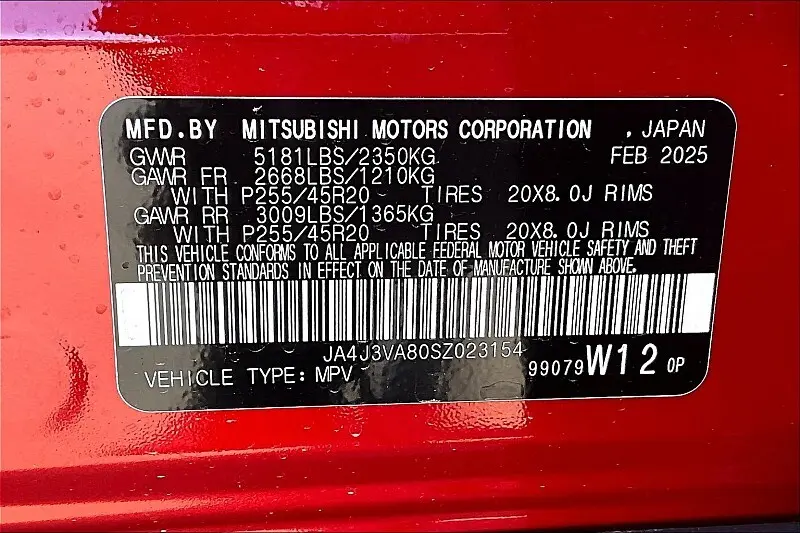 MFD.BY MITSUBISHI MOTORS CORPORATION , JAPAN
GVWR 5181LBS/2350KG FEB 2025
GAWR FR 2668LBS/1210KG
WITH P255/45R20 TIRES 20X8.0J RIMS
GAWR RR 3009LBS/1365KG
WITH P255/45R20 TIRES 20X8.0J RIMS
THIS VEHICLE CONFORMS TO ALL APPLICABLE FEDERAL MOTOR VEHICLE SAFETY AND THEFT
PREVENTION STANDARDS IN EFFECT ON THE DATE OF MANUFACTURE SHOWN ABOVE.
JA4J3VA80SZ023154
VEHICLE TYPE: MPV 99079 W12 OP